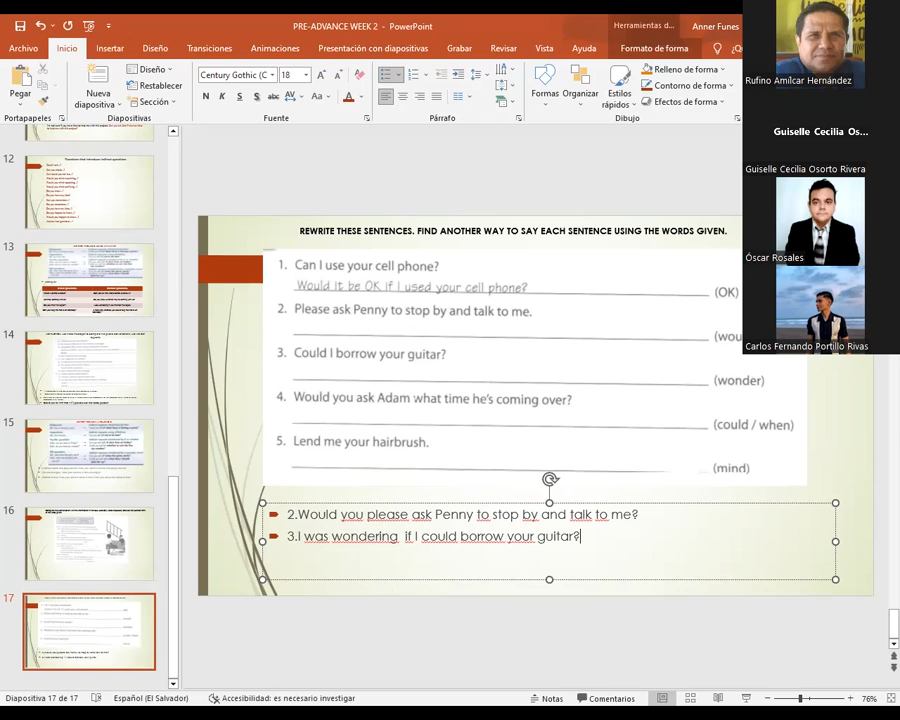 PRE-ADVANCE WEEK 2 - PowerPoint
Herramientas d...
Anner Funes
Archivo
Inicio
Insertar
Diseño
Transiciones
Animaciones
Presentación con diapositivas
Grabar
Revisar
Vista
Ayuda
Formato de forma
Pegar
Nueva
diapositiva
Diseño
Restablecer
Sección
Century Gothic (C
18
N K S S abc AV Aa A
Formas
Organizar
Estilos
rápidos
Relleno de forma
Contorno de forma
Efectos de forma
Portapapeles
Diapositivas
Fuente
Párrafo
Dibujo
Rufino Amílcar Hernández
Guiselle Cecilia Os...
Guiselle Cecilia Osorto Rivera
Óscar Rosales
Carlos Fernando Portillo Rivas
12
13
14
15
16
17
REWRITE THESE SENTENCES. FIND ANOTHER WAY TO SAY EACH SENTENCE USING THE WORDS GIVEN.
1. Can I use your cell phone?
Would it be OK if I used your cell phone? (OK)
2. Please ask Penny to stop by and talk to me.
(wou
3. Could I borrow your guitar?
(wonder)
4. Would you ask Adam what time he's coming over?
(could / when)
5. Lend me your hairbrush.
(mind)
2.Would you please ask Penny to stop by and talk to me?
3.I was wondering if I could borrow your guitar?
Diapositiva 17 de 17
Español (El Salvador)
Accesibilidad: es necesario investigar
Notas
Comentarios
76%